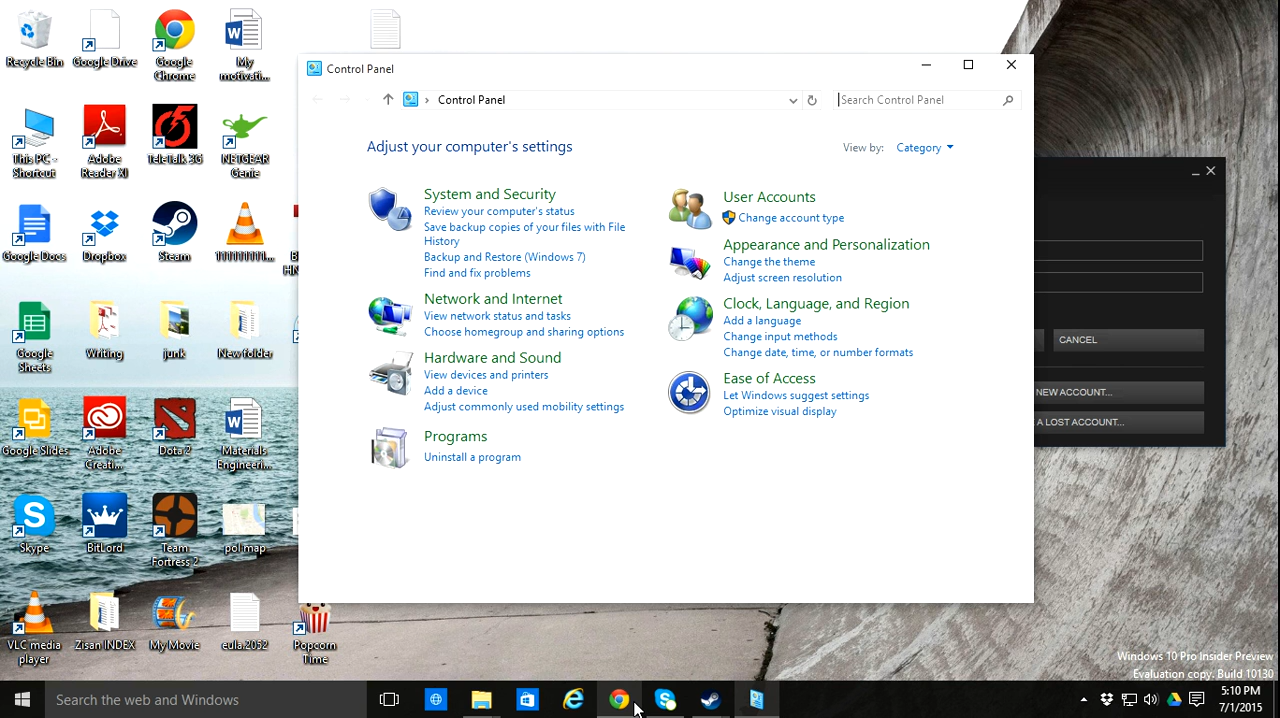 Recycle Bin
Google Drive
Google
Chrome
My
motivati...
This PC -
Shortcut
Adobe
Reader XI
TeleTalk 3G
NETGEAR
Genie
Google Docs
Dropbox
Steam
111111111...
Google
Sheets
Writing
junk
New folder
Google Slides
Adobe
Creati...
Dota 2
Materials
Engineeri...
Skype
BitLord
Team
Fortress 2
pol map
VLC media
player
Zisan INDEX
My Movie
eula.2052
Popcorn
Time
Control Panel
Control Panel
Search Control Panel
Adjust your computer's settings
View by: Category
System and Security
Review your computer's status
Save backup copies of your files with File
History
Backup and Restore (Windows 7)
Find and fix problems
Network and Internet
View network status and tasks
Choose homegroup and sharing options
Hardware and Sound
View devices and printers
Add a device
Adjust commonly used mobility settings
Programs
Uninstall a program
User Accounts
Change account type
Appearance and Personalization
Change the theme
Adjust screen resolution
Clock, Language, and Region
Add a language
Change input methods
Change date, time, or number formats
Ease of Access
Let Windows suggest settings
Optimize visual display
CANCEL
NEW ACCOUNT...
A LOST ACCOUNT...
Windows 10 Pro Insider Preview
Evaluation copy. Build 10130
Search the web and Windows
5:10 PM
7/1/2015